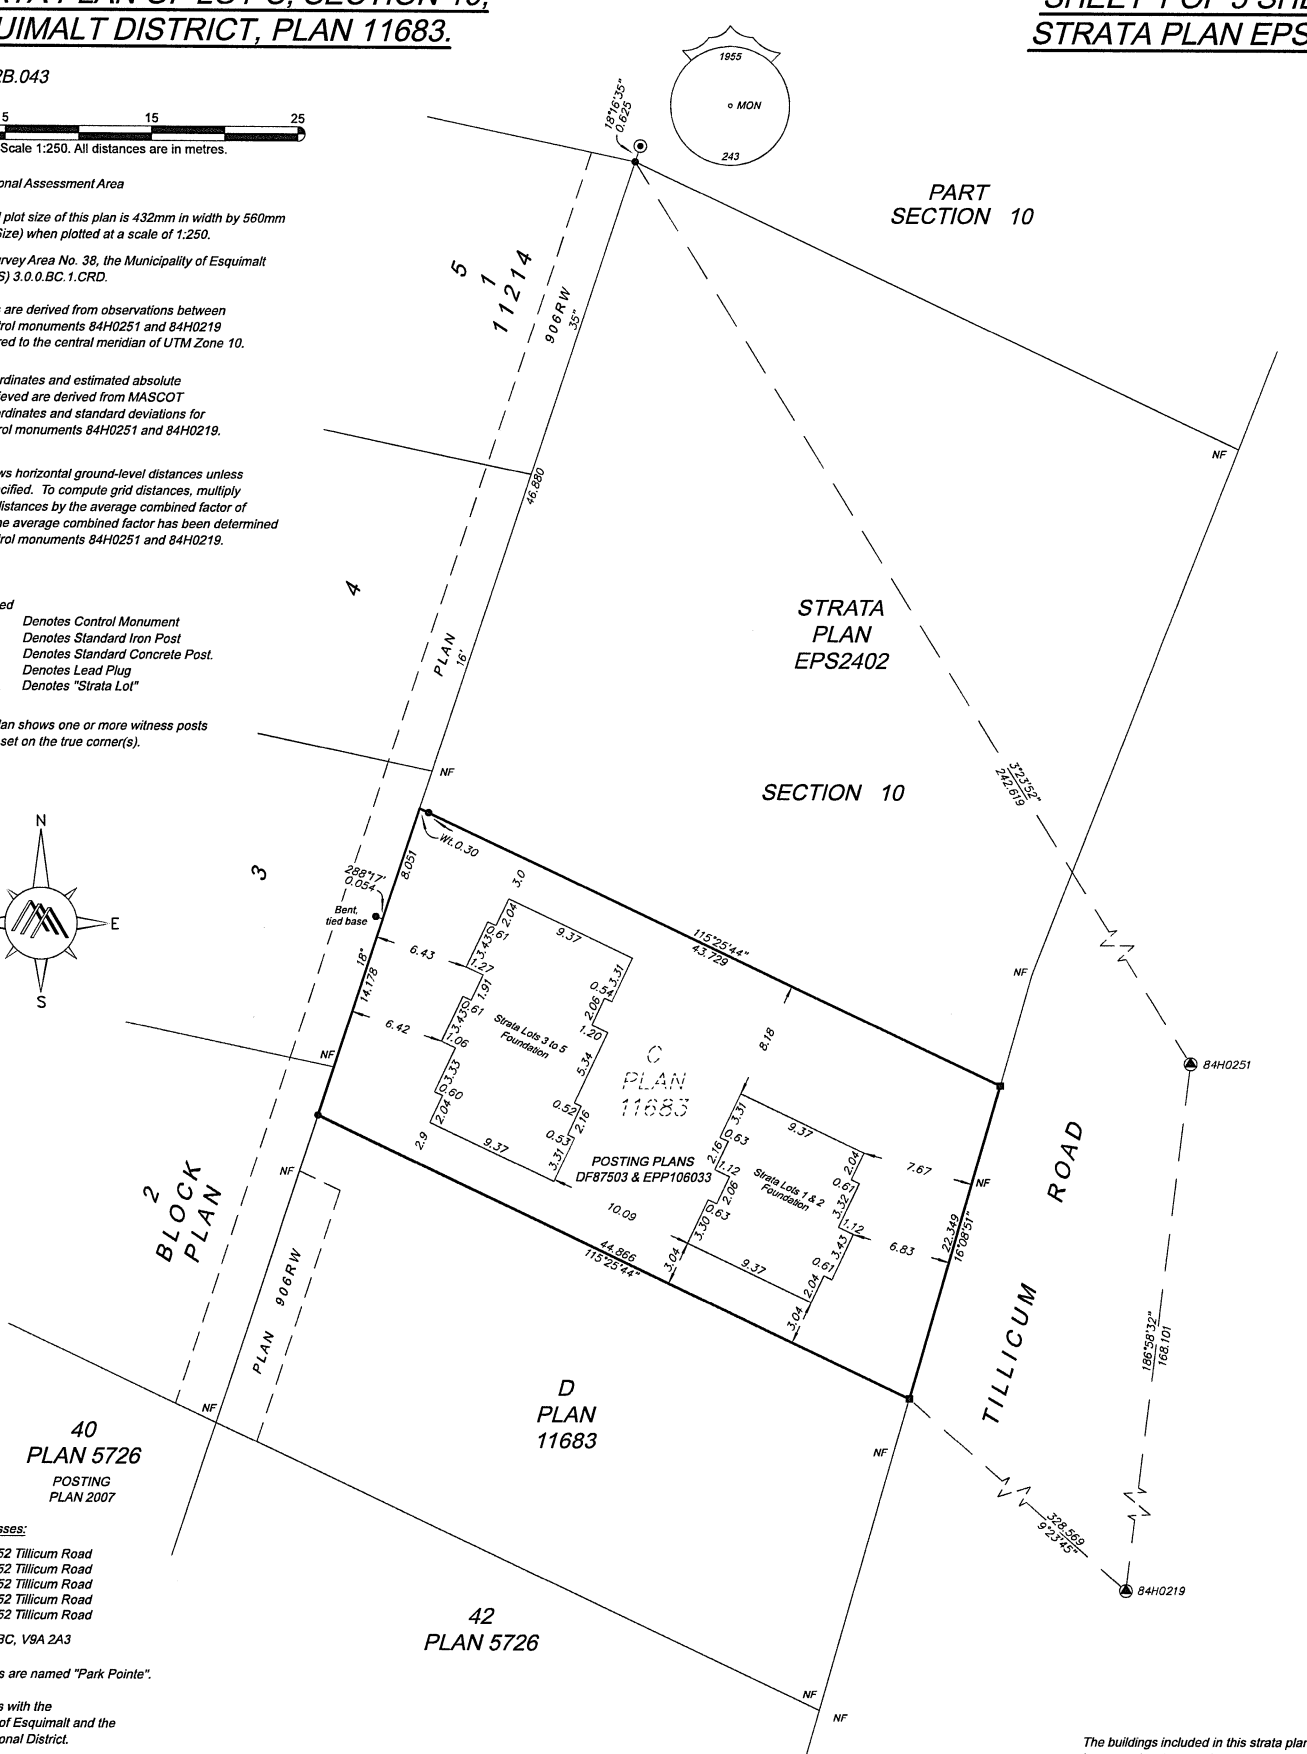 UIMALT DISTRICT, PLAN 11683.
SHEET 1 OF 5 SHE
STRATA PLAN EPS
2B.043
5 15 25
Scale 1:250. All distances are in metres.
onal Assessment Area
plot size of this plan is 432mm in width by 560mm
Size) when plotted at a scale of 1:250.
urvey Area No. 38, the Municipality of Esquimalt
S) 3.0.0.BC.1.CRD.
s are derived from observations between
trol monuments 84H0251 and 84H0219
red to the central meridian of UTM Zone 10.
rdinates and estimated absolute
ieved are derived from MASCOT
ordinates and standard deviations for
rol monuments 84H0251 and 84H0219.
ws horizontal ground-level distances unless
cified. To compute grid distances, multiply
distances by the average combined factor of
he average combined factor has been determined
trol monuments 84H0251 and 84H0219.
ed
Denotes Control Monument
Denotes Standard Iron Post
Denotes Standard Concrete Post.
Denotes Lead Plug
Denotes "Strata Lot"
lan shows one or more witness posts
set on the true corner(s).
N
E
S
1955
MON
243
18°16'35"
0.625
PART
SECTION 10
5
1
11214
906RW
35"
NF
46.880
4
STRATA
PLAN
EPS2402
PLAN
16'
NF
SECTION 10
3°23'52"
242.619
Wt.0.30
8.051
3
288°17'
0.054
Bent,
tied base
3.0
2.04
9.37
0.61
3.43
1.27
6.43
115°25'44"
43.729
NF
18"
14.178
1.91
0.61
3.43
1.06
6.42
3.31
0.54
2.06
1.20
Strata Lots 3 to 5
Foundation
5.34
8.18
C
PLAN
11683
NF
3.33
0.60
2.04
0.52
2.16
0.53
3.31
9.37
2.9
84H0251
POSTING PLANS
DF87503 & EPP106033
3.31
0.63
2.16
1.12
2.06
0.63
3.30
9.37
Strata Lots 1 & 2
Foundation
2.04
0.61
3.32
1.12
3.43
0.61
2.04
7.67
NF
22.349
16°08'51"
6.83
ROAD
TILLICUM
NF
2
BLOCK
PLAN
10.09
44.866
115°25'44"
3.04
9.37
3.04
PLAN 906RW
186°58'32"
168.101
NF
D
PLAN
11683
NF
40
PLAN 5726
POSTING
PLAN 2007
328.569
9°23'45"
84H0219
sses:
52 Tillicum Road
52 Tillicum Road
52 Tillicum Road
52 Tillicum Road
52 Tillicum Road
BC, V9A 2A3
42
PLAN 5726
s are named "Park Pointe".
NF
NF
s with the
of Esquimalt and the
onal District.
The buildings included in this strata plan